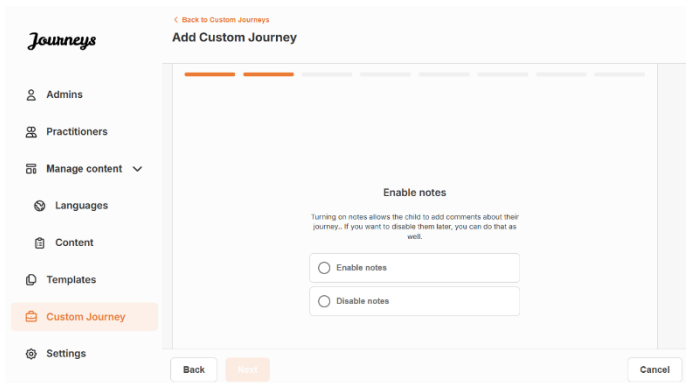 Back to Custom Journeys
Journeys
Add Custom Journey
Admins
Practitioners
Manage content
Languages
Content
Templates
Custom Journey
Settings
Enable notes
Turning on notes allows the child to add comments about their
journey.. If you want to disable them later, you can do that as
well.
Enable notes
Disable notes
Back
Next
Cancel